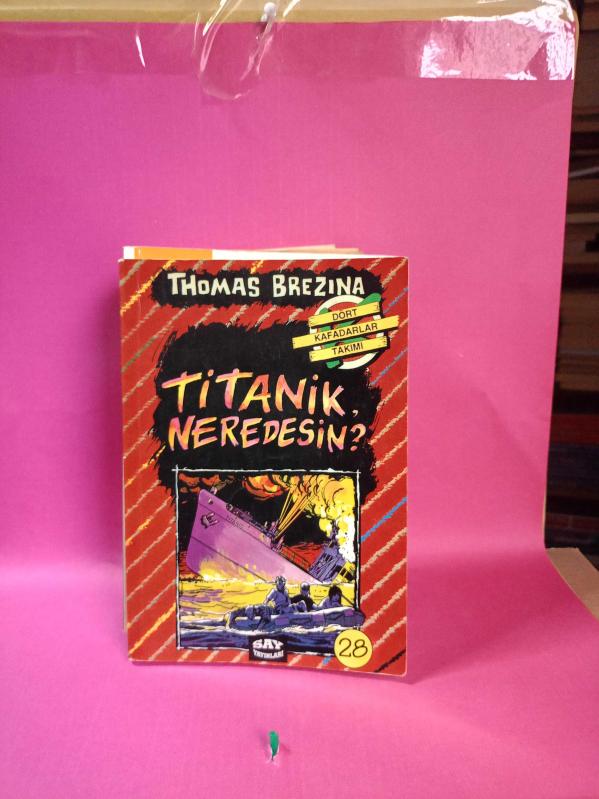 THOMAS BREZINA
DÖRT
KAFADARLAR
TAKIMI
TİTANİK,
NEREDESİN?
SAY
YAYINLARI
28